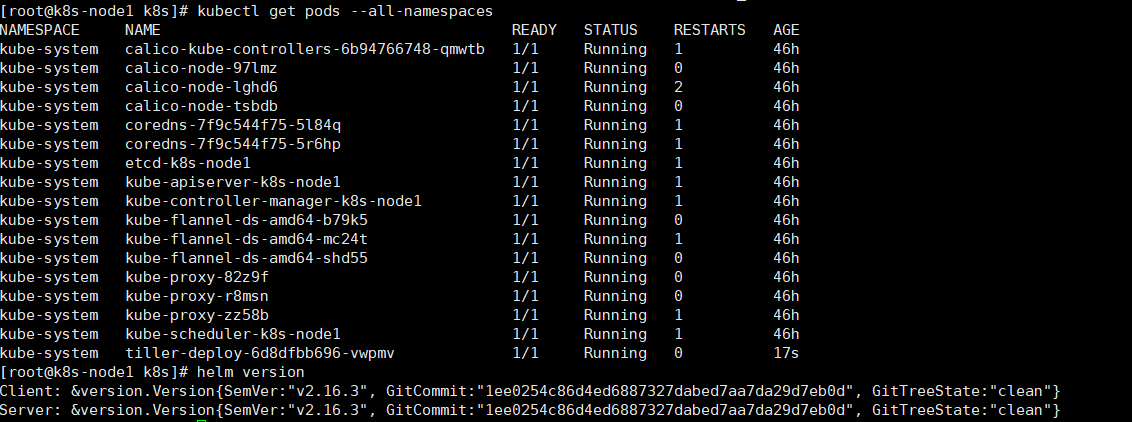 [root@k8s-node1 k8s]# kubectl get pods --all-namespaces
NAMESPACE     NAME                                       READY   STATUS    RESTARTS   AGE
kube-system   calico-kube-controllers-6b94766748-qmwtb   1/1     Running   1          46h
kube-system   calico-node-97lmz                          1/1     Running   0          46h
kube-system   calico-node-lghd6                          1/1     Running   2          46h
kube-system   calico-node-tsbdb                          1/1     Running   0          46h
kube-system   coredns-7f9c544f75-5l84q                   1/1     Running   1          46h
kube-system   coredns-7f9c544f75-5r6hp                   1/1     Running   1          46h
kube-system   etcd-k8s-node1                             1/1     Running   1          46h
kube-system   kube-apiserver-k8s-node1                   1/1     Running   1          46h
kube-system   kube-controller-manager-k8s-node1          1/1     Running   1          46h
kube-system   kube-flannel-ds-amd64-b79k5                1/1     Running   0          46h
kube-system   kube-flannel-ds-amd64-mc24t                1/1     Running   1          46h
kube-system   kube-flannel-ds-amd64-shd55                1/1     Running   0          46h
kube-system   kube-proxy-82z9f                           1/1     Running   0          46h
kube-system   kube-proxy-r8msn                           1/1     Running   0          46h
kube-system   kube-proxy-zz58b                           1/1     Running   1          46h
kube-system   kube-scheduler-k8s-node1                   1/1     Running   1          46h
kube-system   tiller-deploy-6d8dfbb696-vwpmv             1/1     Running   0          17s
[root@k8s-node1 k8s]# helm version
Client: &version.Version{SemVer:"v2.16.3", GitCommit:"1ee0254c86d4ed6887327dabed7aa7da29d7eb0d", GitTreeState:"clean"}
Server: &version.Version{SemVer:"v2.16.3", GitCommit:"1ee0254c86d4ed6887327dabed7aa7da29d7eb0d", GitTreeState:"clean"}